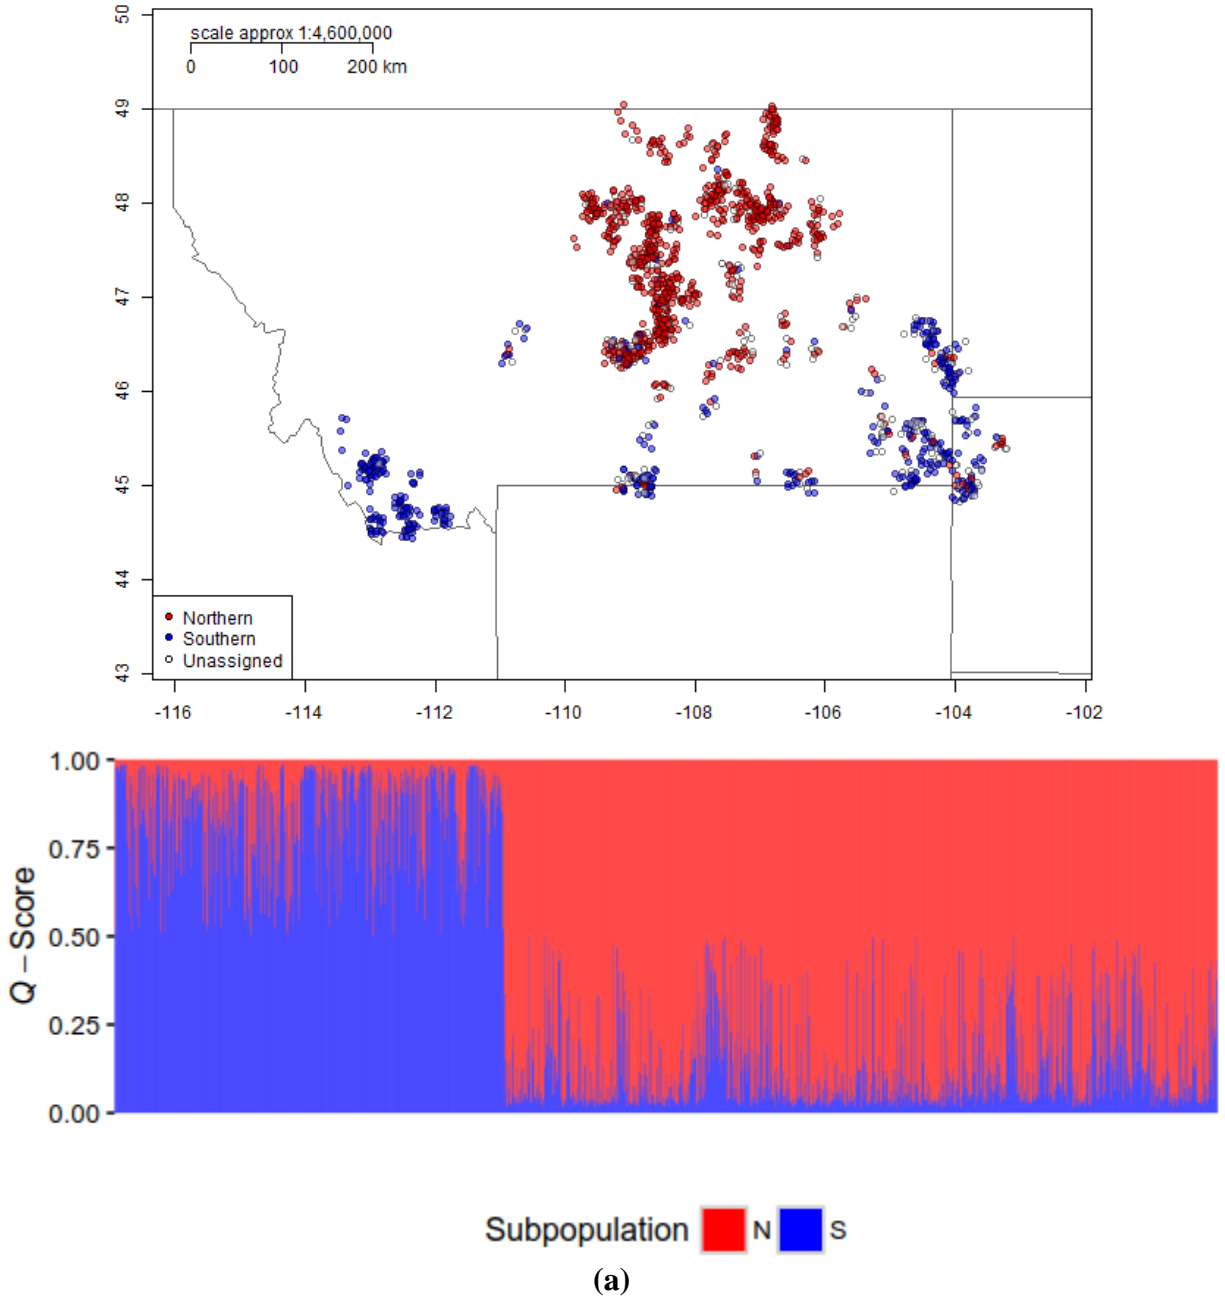 scale approx 1:4,600,000
0 100 200 km
50
49
48
47
46
45
44
43
Northern
Southern
Unassigned
-116 -114 -112 -110 -108 -106 -104 -102
1.00
0.75
0.50
0.25
0.00
Q – Score
Subpopulation N S
(a)